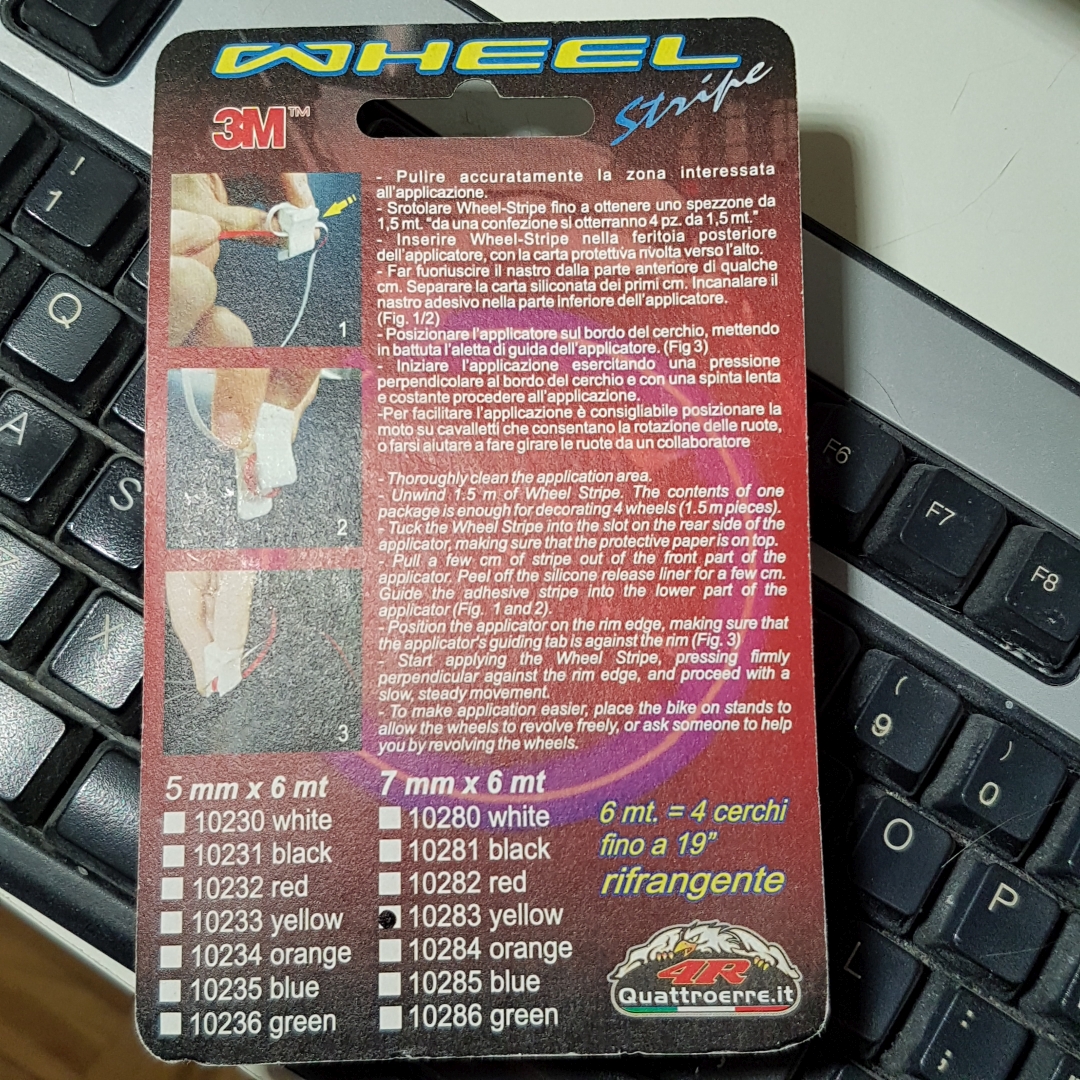 WHEEL
Stripe
3M™
- Pulire accuratamente la zona interessata
all'applicazione.
- Srotolare Wheel-Stripe fino a ottenere uno spezzone da
1,5 mt. "da una confezione si otterranno 4 pz. da 1,5 mt."
- Inserire Wheel-Stripe nella feritoia posteriore
dell'applicatore, con la carta protettiva rivolta verso l'alto.
- Far fuoriuscire il nastro dalla parte anteriore di qualche
cm. Separare la carta siliconata dei primi cm. Incanalare il
nastro adesivo nella parte inferiore dell'applicatore.
(Fig. 1/2)
- Posizionare l'applicatore sul bordo del cerchio, mettendo
in battuta l'aletta di guida dell'applicatore. (Fig 3)
- Iniziare l'applicazione esercitando una pressione
perpendicolare al bordo del cerchio e con una spinta lenta
e costante procedere all'applicazione.
-Per facilitare l'applicazione è consigliabile posizionare la
moto su cavalletti che consentano la rotazione delle ruote,
o farsi aiutare a fare girare le ruote da un collaboratore
- Thoroughly clean the application area.
- Unwind 1.5 m of Wheel Stripe. The contents of one
package is enough for decorating 4 wheels (1.5 m pieces).
- Tuck the Wheel Stripe into the slot on the rear side of the
applicator, making sure that the protective paper is on top.
- Pull a few cm of stripe out of the front part of the
applicator. Peel off the silicone release liner for a few cm.
Guide the adhesive stripe into the lower part of the
applicator (Fig. 1 and 2).
- Position the applicator on the rim edge, making sure that
the applicator's guiding tab is against the rim (Fig. 3)
- Start applying the Wheel Stripe, pressing firmly
perpendicular against the rim edge, and proceed with a
slow, steady movement.
- To make application easier, place the bike on stands to
allow the wheels to revolve freely, or ask someone to help
you by revolving the wheels.
1
2
3
5 mm x 6 mt
10230 white
10231 black
10232 red
10233 yellow
10234 orange
10235 blue
10236 green
7 mm x 6 mt
10280 white
10281 black
10282 red
10283 yellow
10284 orange
10285 blue
10286 green
6 mt. = 4 cerchi
fino a 19"
rifrangente
4R
Quattroerre.it
!
1
Q
A
S
Z
X
F6
F7
F8
(
9
)
0
O
P
L
:
;